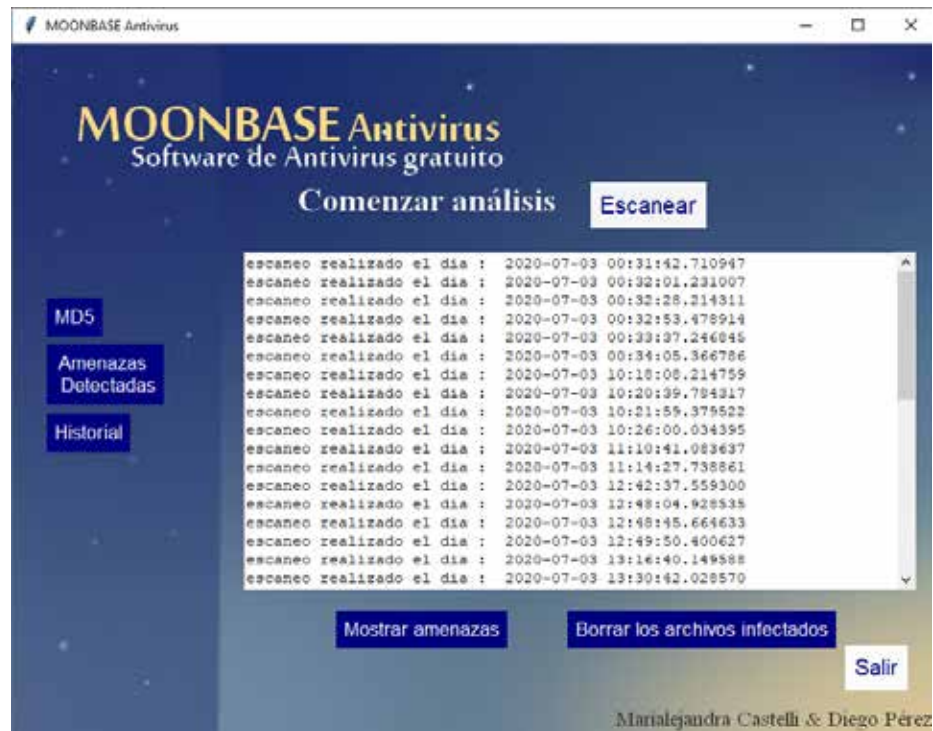 MOONBASE Antivirus
MOONBASE Antivirus
Software de Antivirus gratuito
Comenzar análisis
Escanear
escaneo realizado el dia : 2020-07-03 00:31:42.710947
escaneo realizado el dia : 2020-07-03 00:32:01.231007
escaneo realizado el dia : 2020-07-03 00:32:28.214311
escaneo realizado el dia : 2020-07-03 00:32:53.478914
escaneo realizado el dia : 2020-07-03 00:33:37.246845
escaneo realizado el dia : 2020-07-03 00:34:05.366786
escaneo realizado el dia : 2020-07-03 10:18:08.214759
escaneo realizado el dia : 2020-07-03 10:20:39.784317
escaneo realizado el dia : 2020-07-03 10:21:59.379522
escaneo realizado el dia : 2020-07-03 10:26:00.034395
escaneo realizado el dia : 2020-07-03 11:10:41.083637
escaneo realizado el dia : 2020-07-03 11:14:27.738861
escaneo realizado el dia : 2020-07-03 12:42:37.559300
escaneo realizado el dia : 2020-07-03 12:48:04.928535
escaneo realizado el dia : 2020-07-03 12:48:45.664633
escaneo realizado el dia : 2020-07-03 12:49:50.400627
escaneo realizado el dia : 2020-07-03 13:16:40.149588
escaneo realizado el dia : 2020-07-03 13:30:42.028570
MD5
Amenazas
Detectadas
Historial
Mostrar amenazas
Borrar los archivos infectados
Salir
Marialejandra Castelli & Diego Pérez